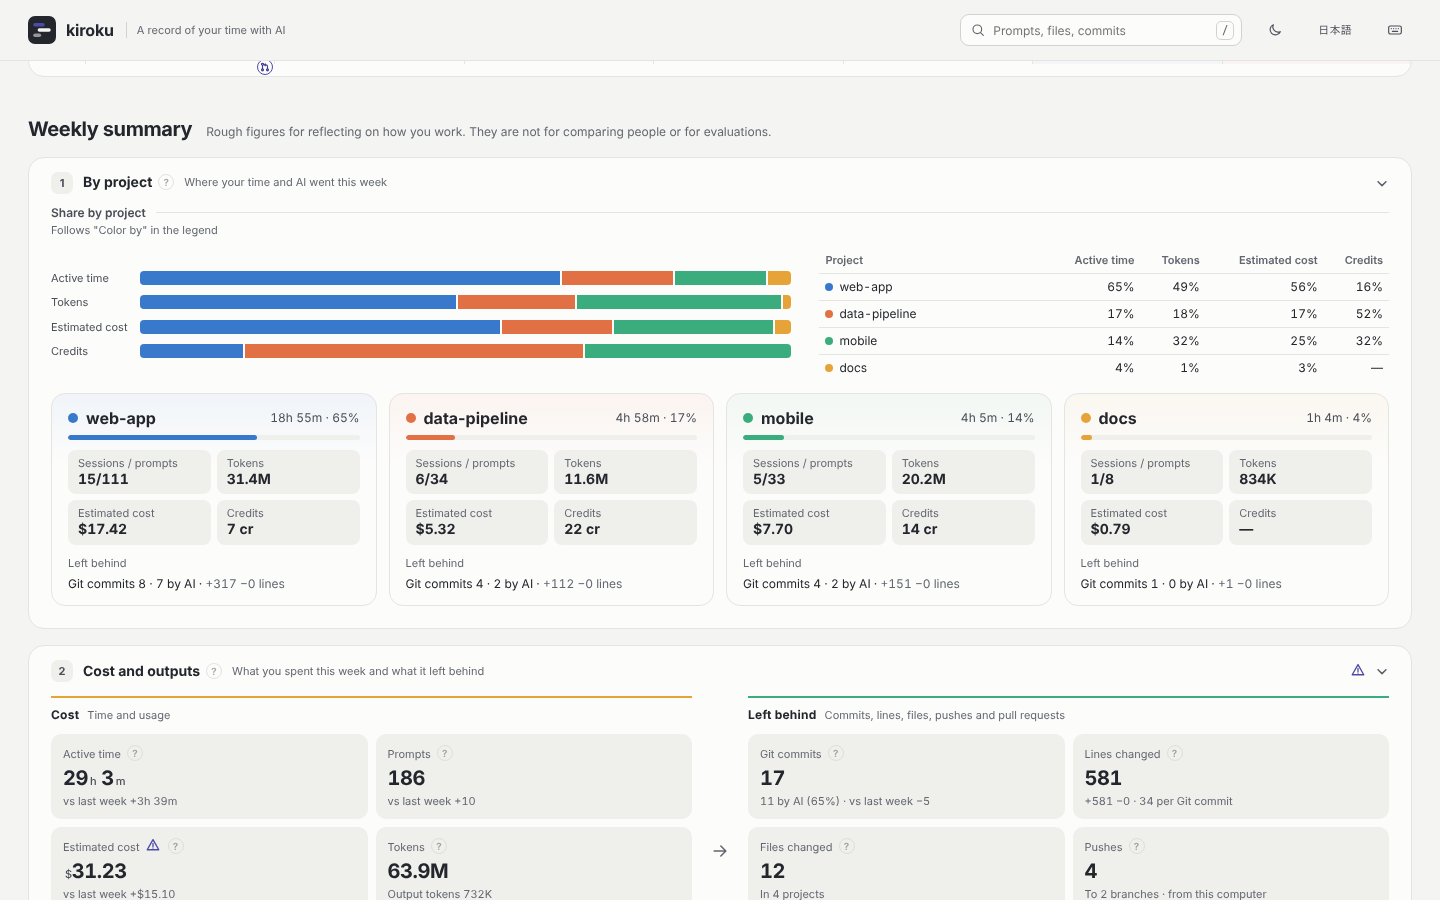 kiroku
A record of your time with AI
Prompts, files, commits
/
日本語
Weekly summary
Rough figures for reflecting on how you work. They are not for comparing people or for evaluations.
1 By project ? Where your time and AI went this week
Share by project
Follows "Color by" in the legend
Active time
Tokens
Estimated cost
Credits
Project Active time Tokens Estimated cost Credits
web-app 65% 49% 56% 16%
data-pipeline 17% 18% 17% 52%
mobile 14% 32% 25% 32%
docs 4% 1% 3% —
web-app 18h 55m · 65%
Sessions / prompts
15/111
Tokens
31.4M
Estimated cost
$17.42
Credits
7 cr
Left behind
Git commits 8 · 7 by AI · +317 −0 lines
data-pipeline 4h 58m · 17%
Sessions / prompts
6/34
Tokens
11.6M
Estimated cost
$5.32
Credits
22 cr
Left behind
Git commits 4 · 2 by AI · +112 −0 lines
mobile 4h 5m · 14%
Sessions / prompts
5/33
Tokens
20.2M
Estimated cost
$7.70
Credits
14 cr
Left behind
Git commits 4 · 2 by AI · +151 −0 lines
docs 1h 4m · 4%
Sessions / prompts
1/8
Tokens
834K
Estimated cost
$0.79
Credits
—
Left behind
Git commits 1 · 0 by AI · +1 −0 lines
2 Cost and outputs ? What you spent this week and what it left behind
Cost Time and usage
Active time ?
29h 3m
vs last week +3h 39m
Prompts ?
186
vs last week +10
Estimated cost ?
$31.23
vs last week +$15.10
Tokens ?
63.9M
Output tokens 732K
Left behind Commits, lines, files, pushes and pull requests
Git commits ?
17
11 by AI (65%) · vs last week −5
Lines changed ?
581
+581 −0 · 34 per Git commit
Files changed ?
12
In 4 projects
Pushes ?
4
To 2 branches · from this computer